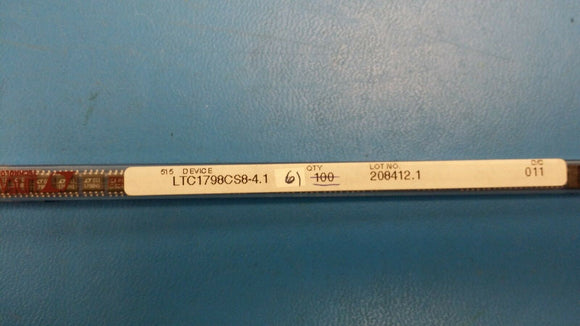 515 DEVICE QTY LOT NO. D/C
LTC1798CS8-4.1 61 100 208412.1 011